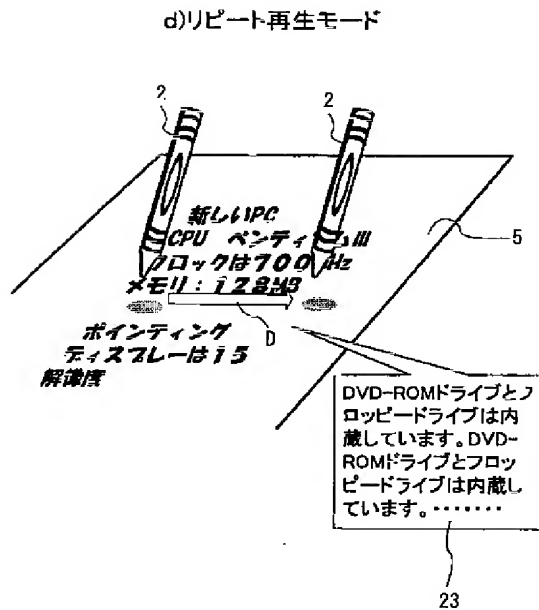 d)リピート再生モード
2
2
5
新しいPC
CPU ペンティムIII
クロックは700 Hz
メモリ:128MB
D
ポインティング
ディスプレーは15
解像度
DVD-ROMドライブとフ
ロッピードライブは内
蔵しています。DVD-
ROMドライブとフロッ
ピードライブは内蔵し
ています。・・・・・・・
23